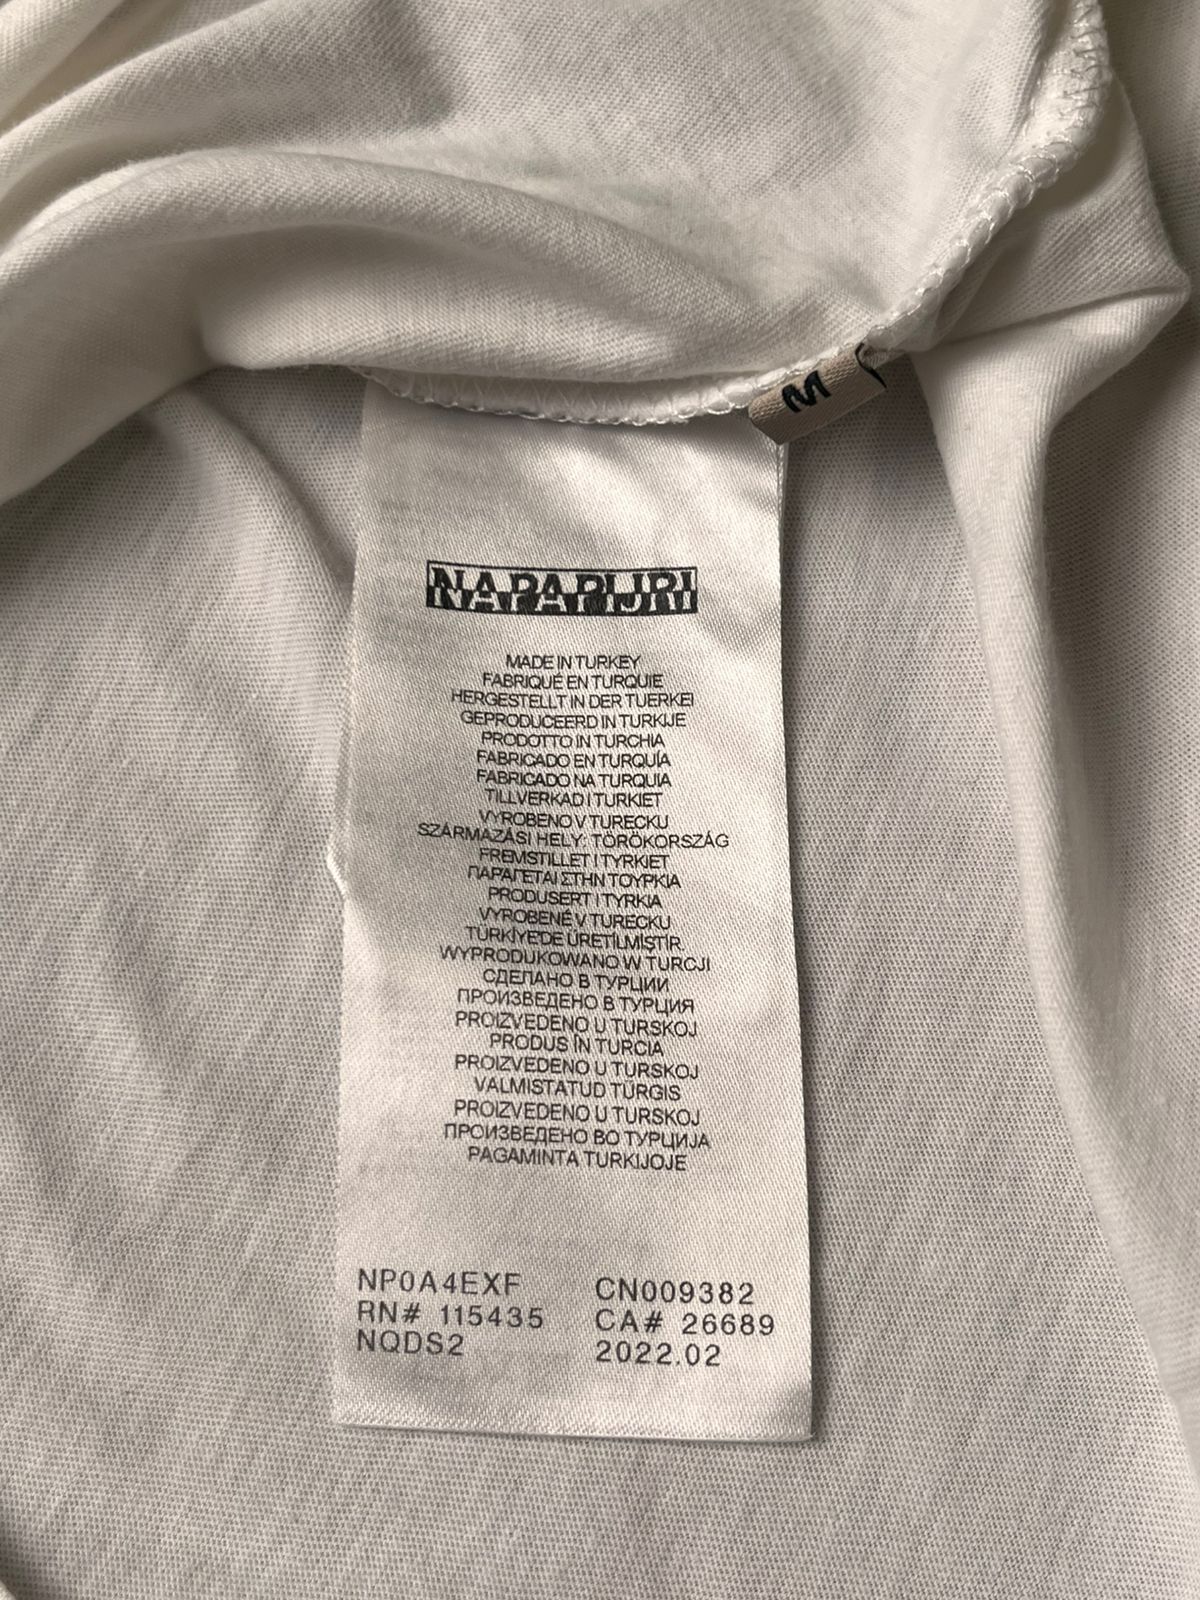 M
NAPAPIJRI
MADE IN TURKEY
FABRIQUÉ EN TURQUIE
HERGESTELLT IN DER TUERKEI
GEPRODUCEERD IN TURKIJE
PRODOTTO IN TURCHIA
FABRICADO EN TURQUÍA
FABRICADO NA TURQUIA
TILLVERKAD I TURKIET
VYROBENO V TURECKU
SZÁRMAZÁSI HELY: TÖRÖKORSZÁG
FREMSTILLET I TYRKIET
ΠΑΡΑΓΕΤΑΙ ΣΤΗΝ ΤΟΥΡΚΙΑ
PRODUSERT I TYRKIA
VYROBENÉ V TURECKU
TÜRKİYE'DE ÜRETİLMİŞTİR.
WYPRODUKOWANO W TURCJI
СДЕЛАНО В ТУРЦИИ
ПРОИЗВЕДЕНО В ТУРЦИЯ
PROIZVEDENO U TURSKOJ
PRODUS ÎN TURCIA
PROIZVEDENO U TURSKOJ
VALMISTATUD TÜRGIS
PROIZVEDENO U TURSKOJ
ПРОИЗВЕДЕНО ВО ТУРЦИЈА
PAGAMINTA TURKIJOJE
NP0A4EXF CN009382
RN# 115435 CA# 26689
NQDS2 2022.02